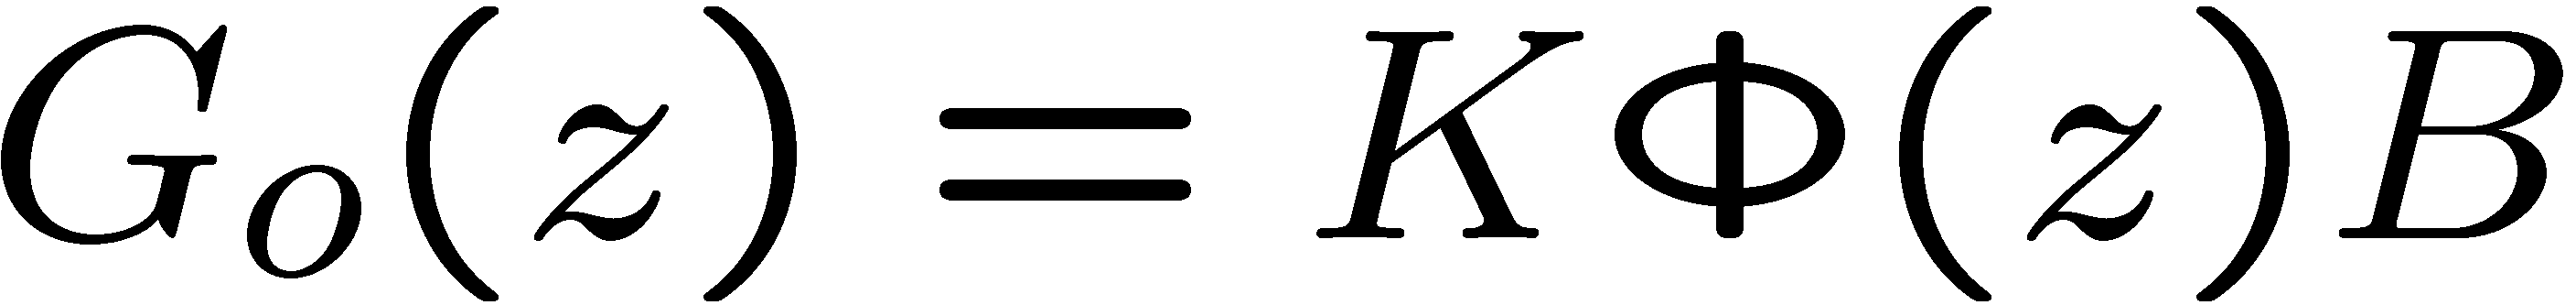 G_o(z) = KΦ(z)B